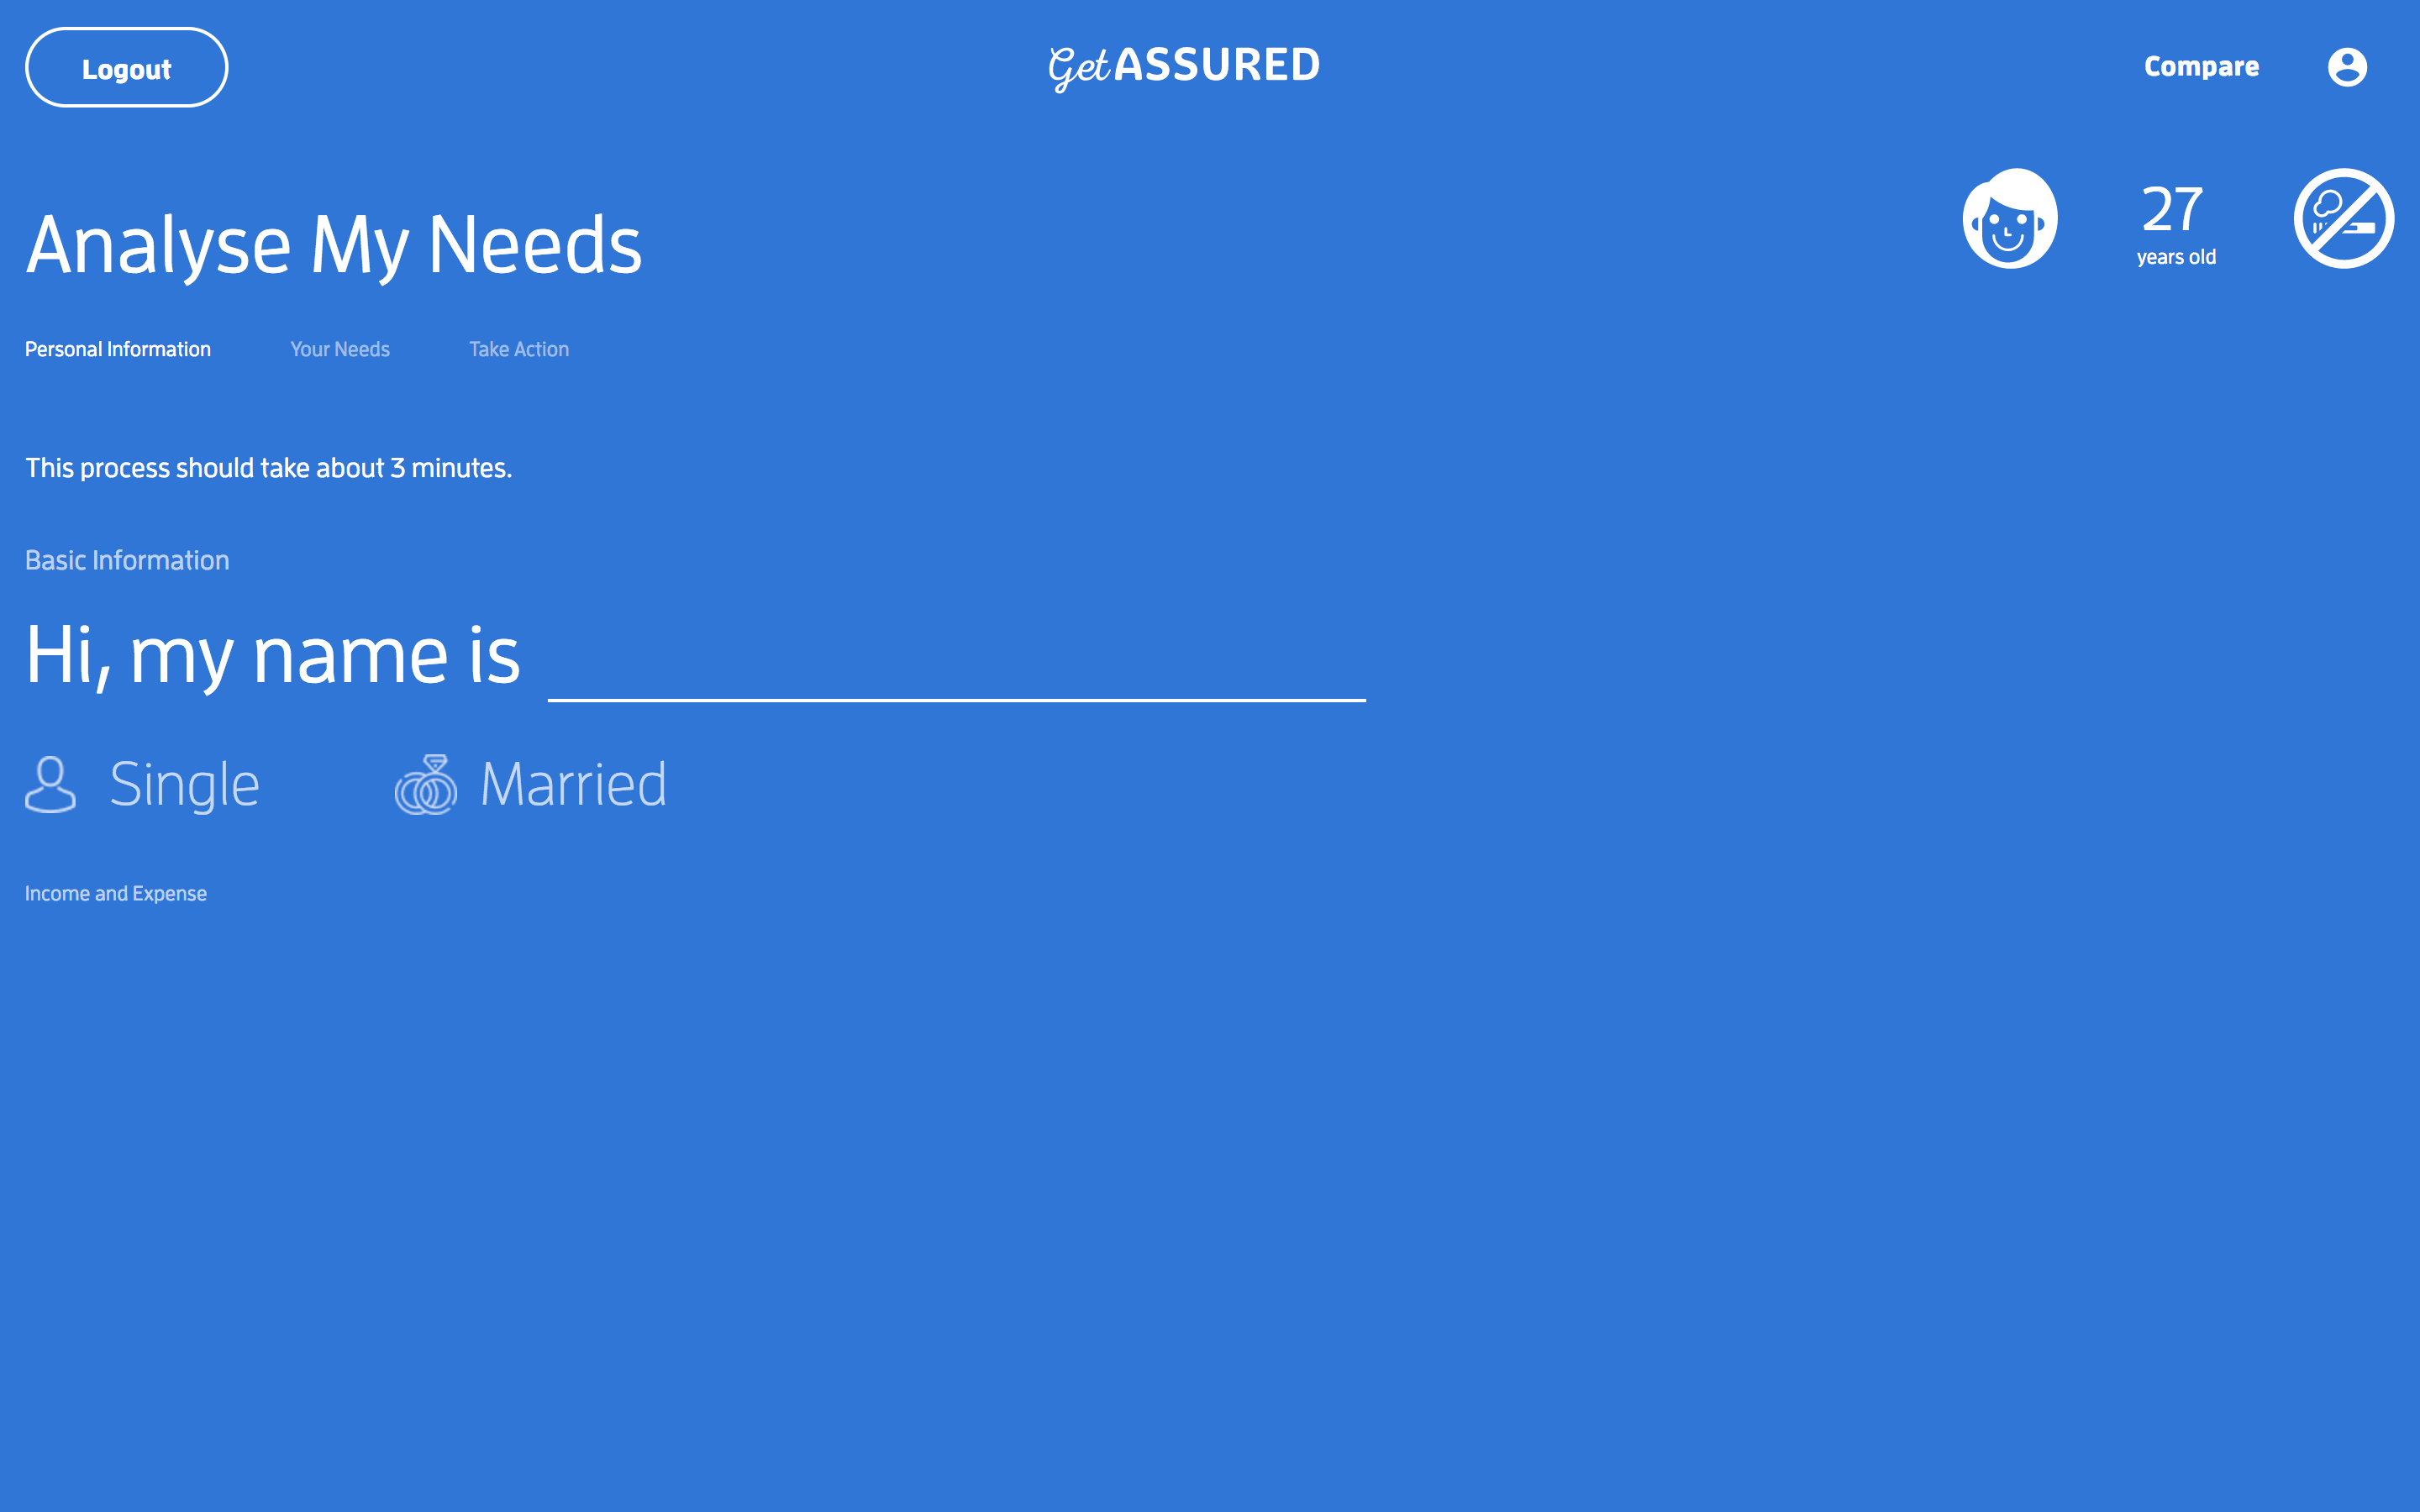 Logout
GetASSURED
Compare
Analyse My Needs
27
years old
Personal Information Your Needs Take Action
This process should take about 3 minutes.
Basic Information
Hi, my name is
Single Married
Income and Expense